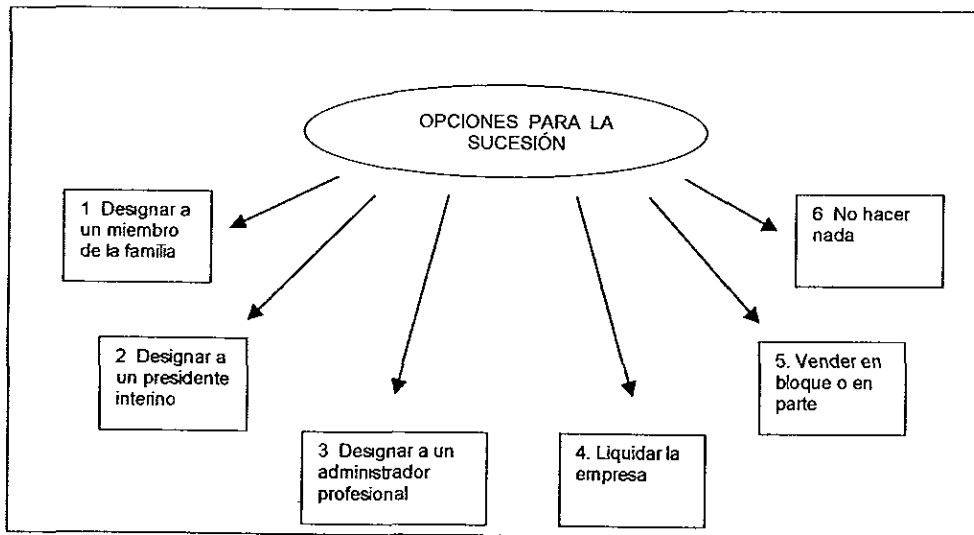 OPCIONES PARA LA
SUCESIÓN
1 Designar a
un miembro
de la familia
2 Designar a
un presidente
interino
3 Designar a un
administrador
profesional
4. Liquidar la
empresa
5. Vender en
bloque o en
parte
6 No hacer
nada